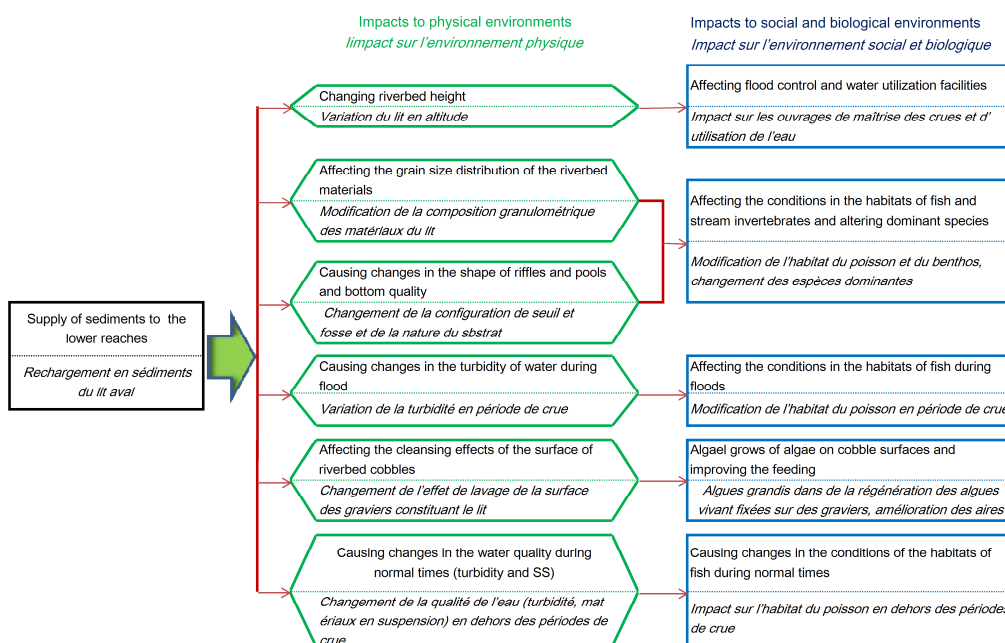 Impacts to physical environments
Iimpact sur l'environnement physique
Impacts to social and biological environments
Impact sur l'environnement social et biologique
Supply of sediments to the
lower reaches
Rechargement en sédiments
du lit aval
Changing riverbed height
Variation du lit en altitude
Affecting flood control and water utilization facilities
Impact sur les ouvrages de maîtrise des crues et d'
utilisation de l'eau
Affecting the grain size distribution of the riverbed
materials
Modification de la composition granulométrique
des matériaux du lit
Causing changes in the shape of riffles and pools
and bottom quality
Changement de la configuration de seuil et
fosse et de la nature du sbstrat
Affecting the conditions in the habitats of fish and
stream invertebrates and altering dominant species
Modification de l'habitat du poisson et du benthos,
changement des espèces dominantes
Causing changes in the turbidity of water during
flood
Variation de la turbidité en période de crue
Affecting the conditions in the habitats of fish during
floods
Modification de l'habitat du poisson en période de crue
Affecting the cleansing effects of the surface of
riverbed cobbles
Changement de l'effet de lavage de la surface
des graviers constituant le lit
Algael grows of algae on cobble surfaces and
improving the feeding
Algues grandis dans de la régénération des algues
vivant fixées sur des graviers, amélioration des aires
Causing changes in the water quality during
normal times (turbidity and SS)
Changement de la qualité de l'eau (turbidité, mat
ériaux en suspension) en dehors des périodes de
crue
Causing changes in the conditions of the habitats of
fish during normal times
Impact sur l'habitat du poisson en dehors des périodes
de crue